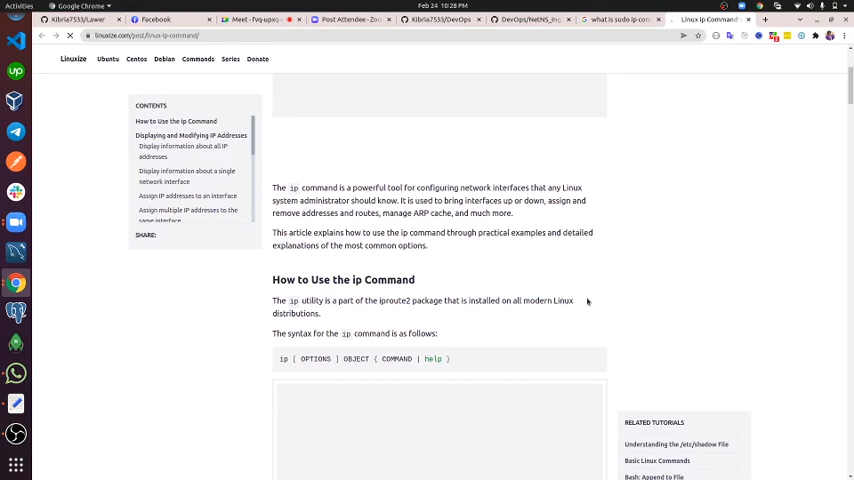 Activities
Google Chrome
Feb 24 10:28 PM
Kibria7533/Lawer
Facebook
Meet - fvq-upxq-
Post Attendee - Zoo
Kibria7533/DevOps
DevOps/NetNS_Ing
what is sudo ip com
Linux ip Command
linuxize.com/post/linux-ip-command/
Linuxize
Ubuntu
Centos
Debian
Commands
Series
Donate
CONTENTS
How to Use the ip Command
Displaying and Modifying IP Addresses
Display information about all IP
addresses
Display information about a single
network interface
Assign IP addresses to an interface
Assign multiple IP addresses to the
same interface
SHARE:
The ip command is a powerful tool for configuring network interfaces that any Linux
system administrator should know. It is used to bring interfaces up or down, assign and
remove addresses and routes, manage ARP cache, and much more.
This article explains how to use the ip command through practical examples and detailed
explanations of the most common options.
How to Use the ip Command
The ip utility is a part of the iproute2 package that is installed on all modern Linux
distributions.
The syntax for the ip command is as follows:
ip [ OPTIONS ] OBJECT { COMMAND | help }
RELATED TUTORIALS
Understanding the /etc/shadow File
Basic Linux Commands
Bash: Append to File